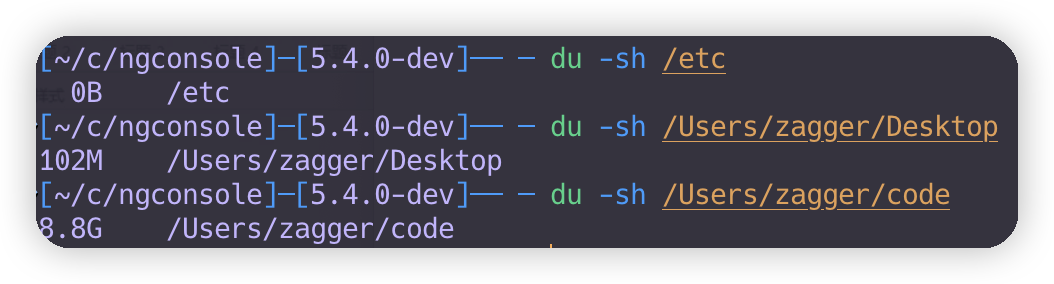 [~/c/ngconsole]─[5.4.0-dev]── ─ du -sh /etc
0B /etc
[~/c/ngconsole]─[5.4.0-dev]── ─ du -sh /Users/zagger/Desktop
102M /Users/zagger/Desktop
[~/c/ngconsole]─[5.4.0-dev]── ─ du -sh /Users/zagger/code
8.8G /Users/zagger/code